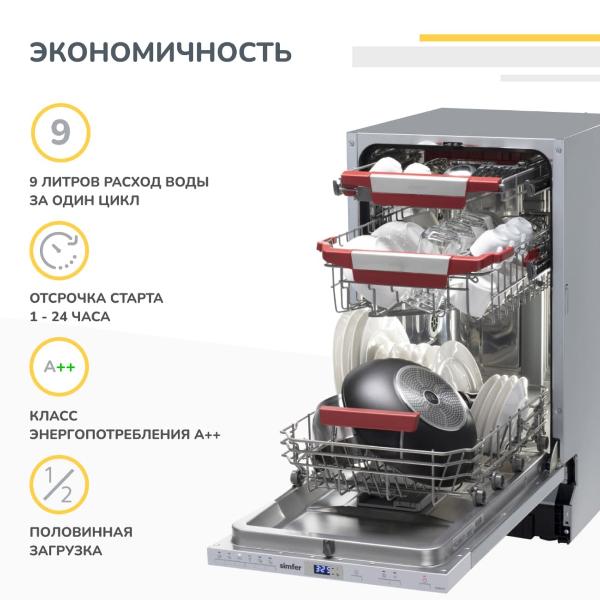 ЭКОНОМИЧНОСТЬ
9
9 ЛИТРОВ РАСХОД ВОДЫ
ЗА ОДИН ЦИКЛ
ОТСРОЧКА СТАРТА
1 - 24 ЧАСА
A++
КЛАСС
ЭНЕРГОПОТРЕБЛЕНИЯ A++
1/2
ПОЛОВИННАЯ
ЗАГРУЗКА
simfer